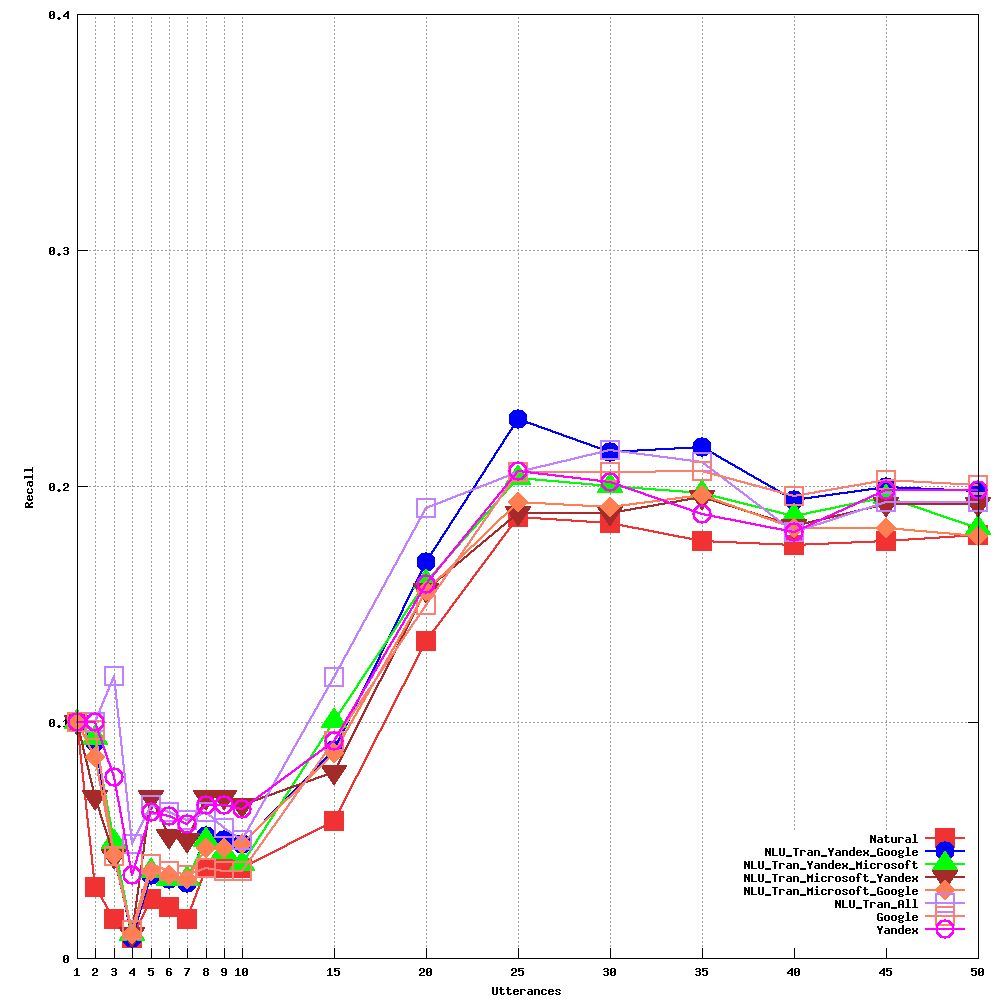 0.4
0.3
0.2
0.1
0
Recall
1 2 3 4 5 6 7 8 9 10 15 20 25 30 35 40 45 50
Utterances
Natural
NLU_Tran_Yandex_Google
NLU_Tran_Yandex_Microsoft
NLU_Tran_Microsoft_Yandex
NLU_Tran_Microsoft_Google
NLU_Tran_All
Google
Yandex